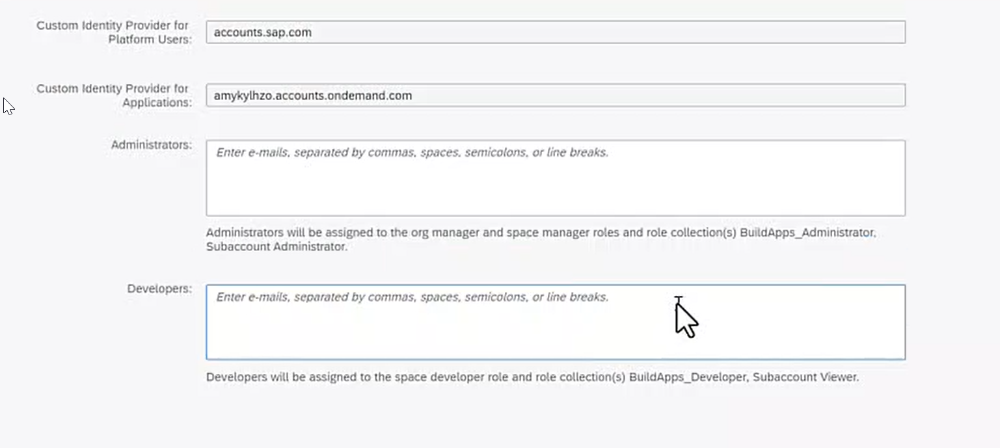 Custom Identity Provider for
Platform Users:
accounts.sap.com
Custom Identity Provider for
Applications:
amykylhzo.accounts.ondemand.com
Administrators:
Enter e-mails, separated by commas, spaces, semicolons, or line breaks.
Administrators will be assigned to the org manager and space manager roles and role collection(s) BuildApps_Administrator,
Subaccount Administrator.
Developers:
Enter e-mails, separated by commas, spaces, semicolons, or line breaks.
Developers will be assigned to the space developer role and role collection(s) BuildApps_Developer, Subaccount Viewer.